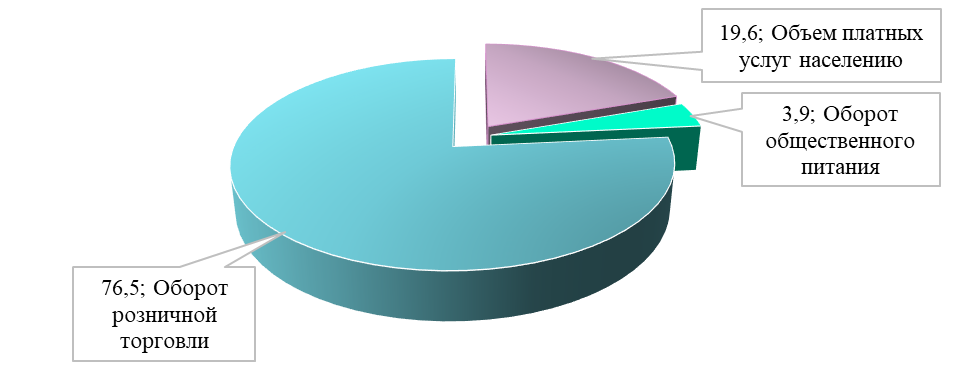 19,6; Объем платных
услуг населению
3,9; Оборот
общественного
питания
76,5; Оборот
розничной
торговли